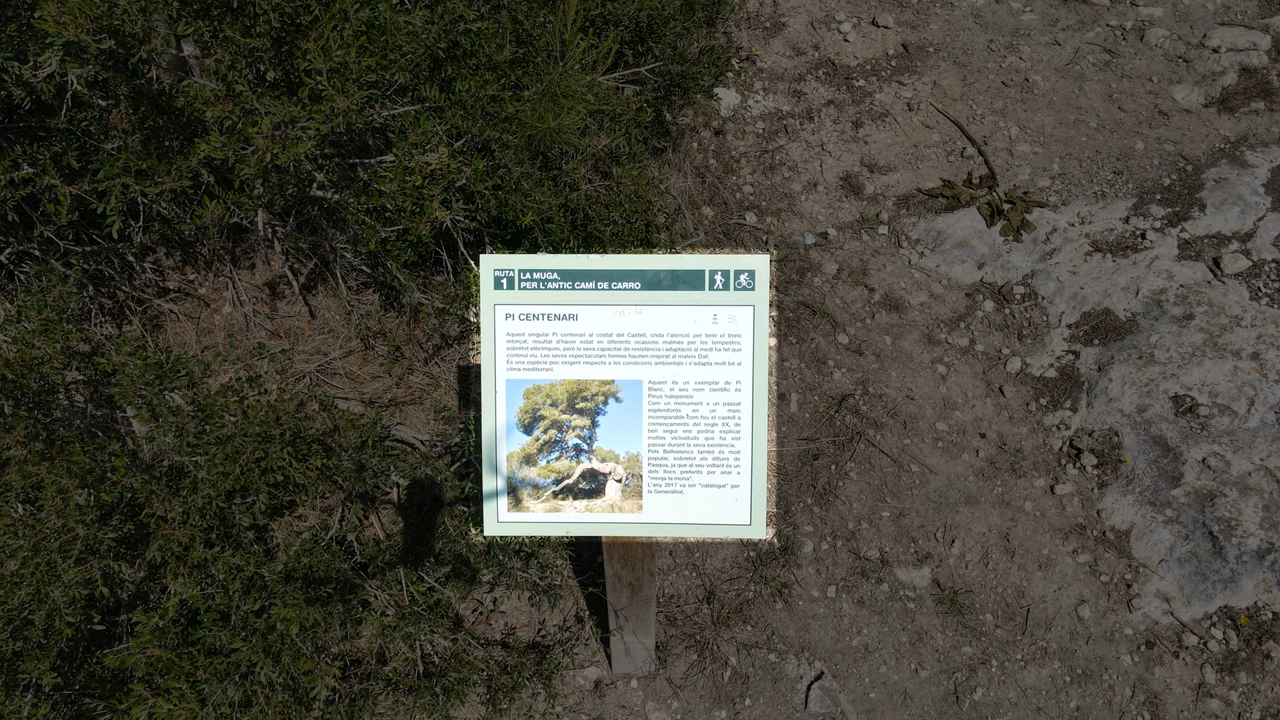 RUTA
1
LA MUGA,
PER L'ANTIC CAMÍ DE CARRO
PI CENTENARI
Aquest singular Pi centenari al costat del Castell, crida l'atenció per tenir el tronc
retorçat, resultat d'haver estat en diferents ocasions malmès per les tempestes,
sobretot elèctriques, però la seva capacitat de resistència i adaptació al medi ha fet que
continuï viu. Les seves espectaculars formes haurien inspirat al mateix Dalí.
És una espècie poc exigent respecte a les condicions ambientals i s'adapta molt bé al
clima mediterrani.
Aquest és un exemplar de Pi
Blanc, el seu nom científic és
Pinus halepensis
Com un monument a un passat
esplendorós en un marc
incomparable com fou el castell a
començaments del segle XX, de
ben segur ens podria explicar
moltes vicissituds que ha vist
passar durant la seva existència.
Pels Bellveiencs també és molt
popular, sobretot els dilluns de
Pasqua, ja que al seu voltant és un
dels llocs preferits per anar a
"menja la mona".
L'any 2017 va ser "catalogat" per
la Generalitat.